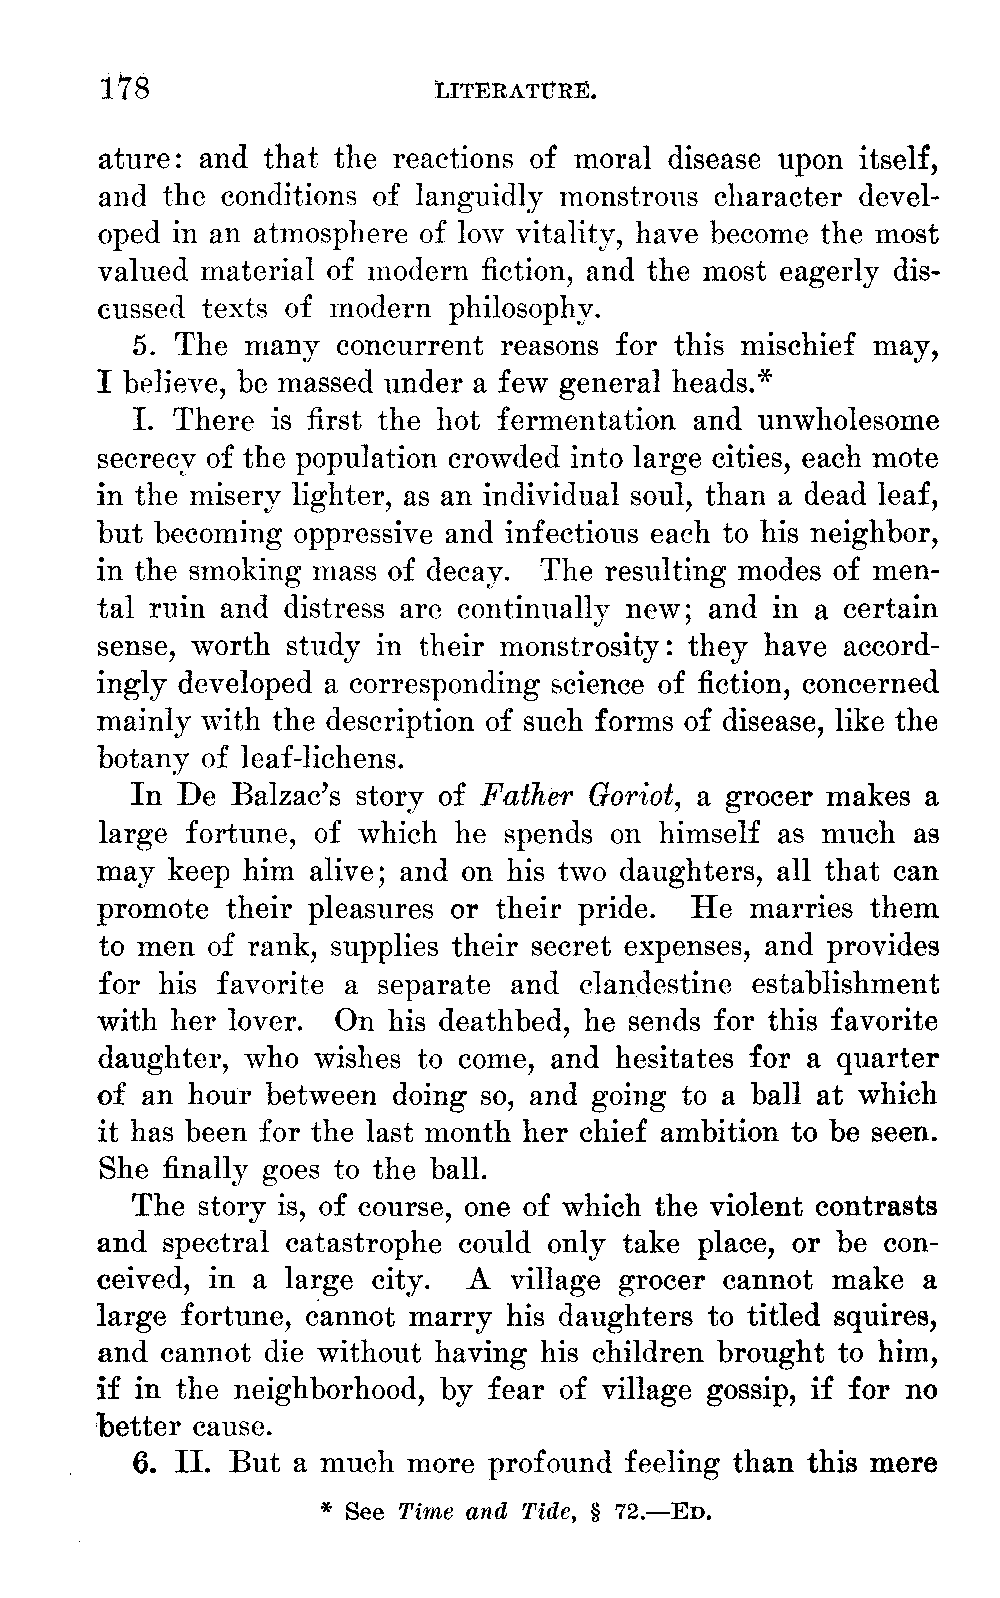 178 LITERATURE.
ature: and that the reactions of moral disease upon itself,
and the conditions of languidly monstrous character devel-
oped in an atmosphere of low vitality, have become the most
valued material of modern fiction, and the most eagerly dis-
cussed texts of modern philosophy.
5. The many concurrent reasons for this mischief may,
I believe, be massed under a few general heads.*
I. There is first the hot fermentation and unwholesome
secrecy of the population crowded into large cities, each mote
in the misery lighter, as an individual soul, than a dead leaf,
but becoming oppressive and infectious each to his neighbor,
in the smoking mass of decay. The resulting modes of men-
tal ruin and distress are continually new; and in a certain
sense, worth study in their monstrosity: they have accord-
ingly developed a corresponding science of fiction, concerned
mainly with the description of such forms of disease, like the
botany of leaf-lichens.
In De Balzac's story of Father Goriot, a grocer makes a
large fortune, of which he spends on himself as much as
may keep him alive; and on his two daughters, all that can
promote their pleasures or their pride. He marries them
to men of rank, supplies their secret expenses, and provides
for his favorite a separate and clandestine establishment
with her lover. On his deathbed, he sends for this favorite
daughter, who wishes to come, and hesitates for a quarter
of an hour between doing so, and going to a ball at which
it has been for the last month her chief ambition to be seen.
She finally goes to the ball.
The story is, of course, one of which the violent contrasts
and spectral catastrophe could only take place, or be con-
ceived, in a large city. A village grocer cannot make a
large fortune, cannot marry his daughters to titled squires,
and cannot die without having his children brought to him,
if in the neighborhood, by fear of village gossip, if for no
better cause.
6. II. But a much more profound feeling than this mere
* See Time and Tide, § 72.—ED.